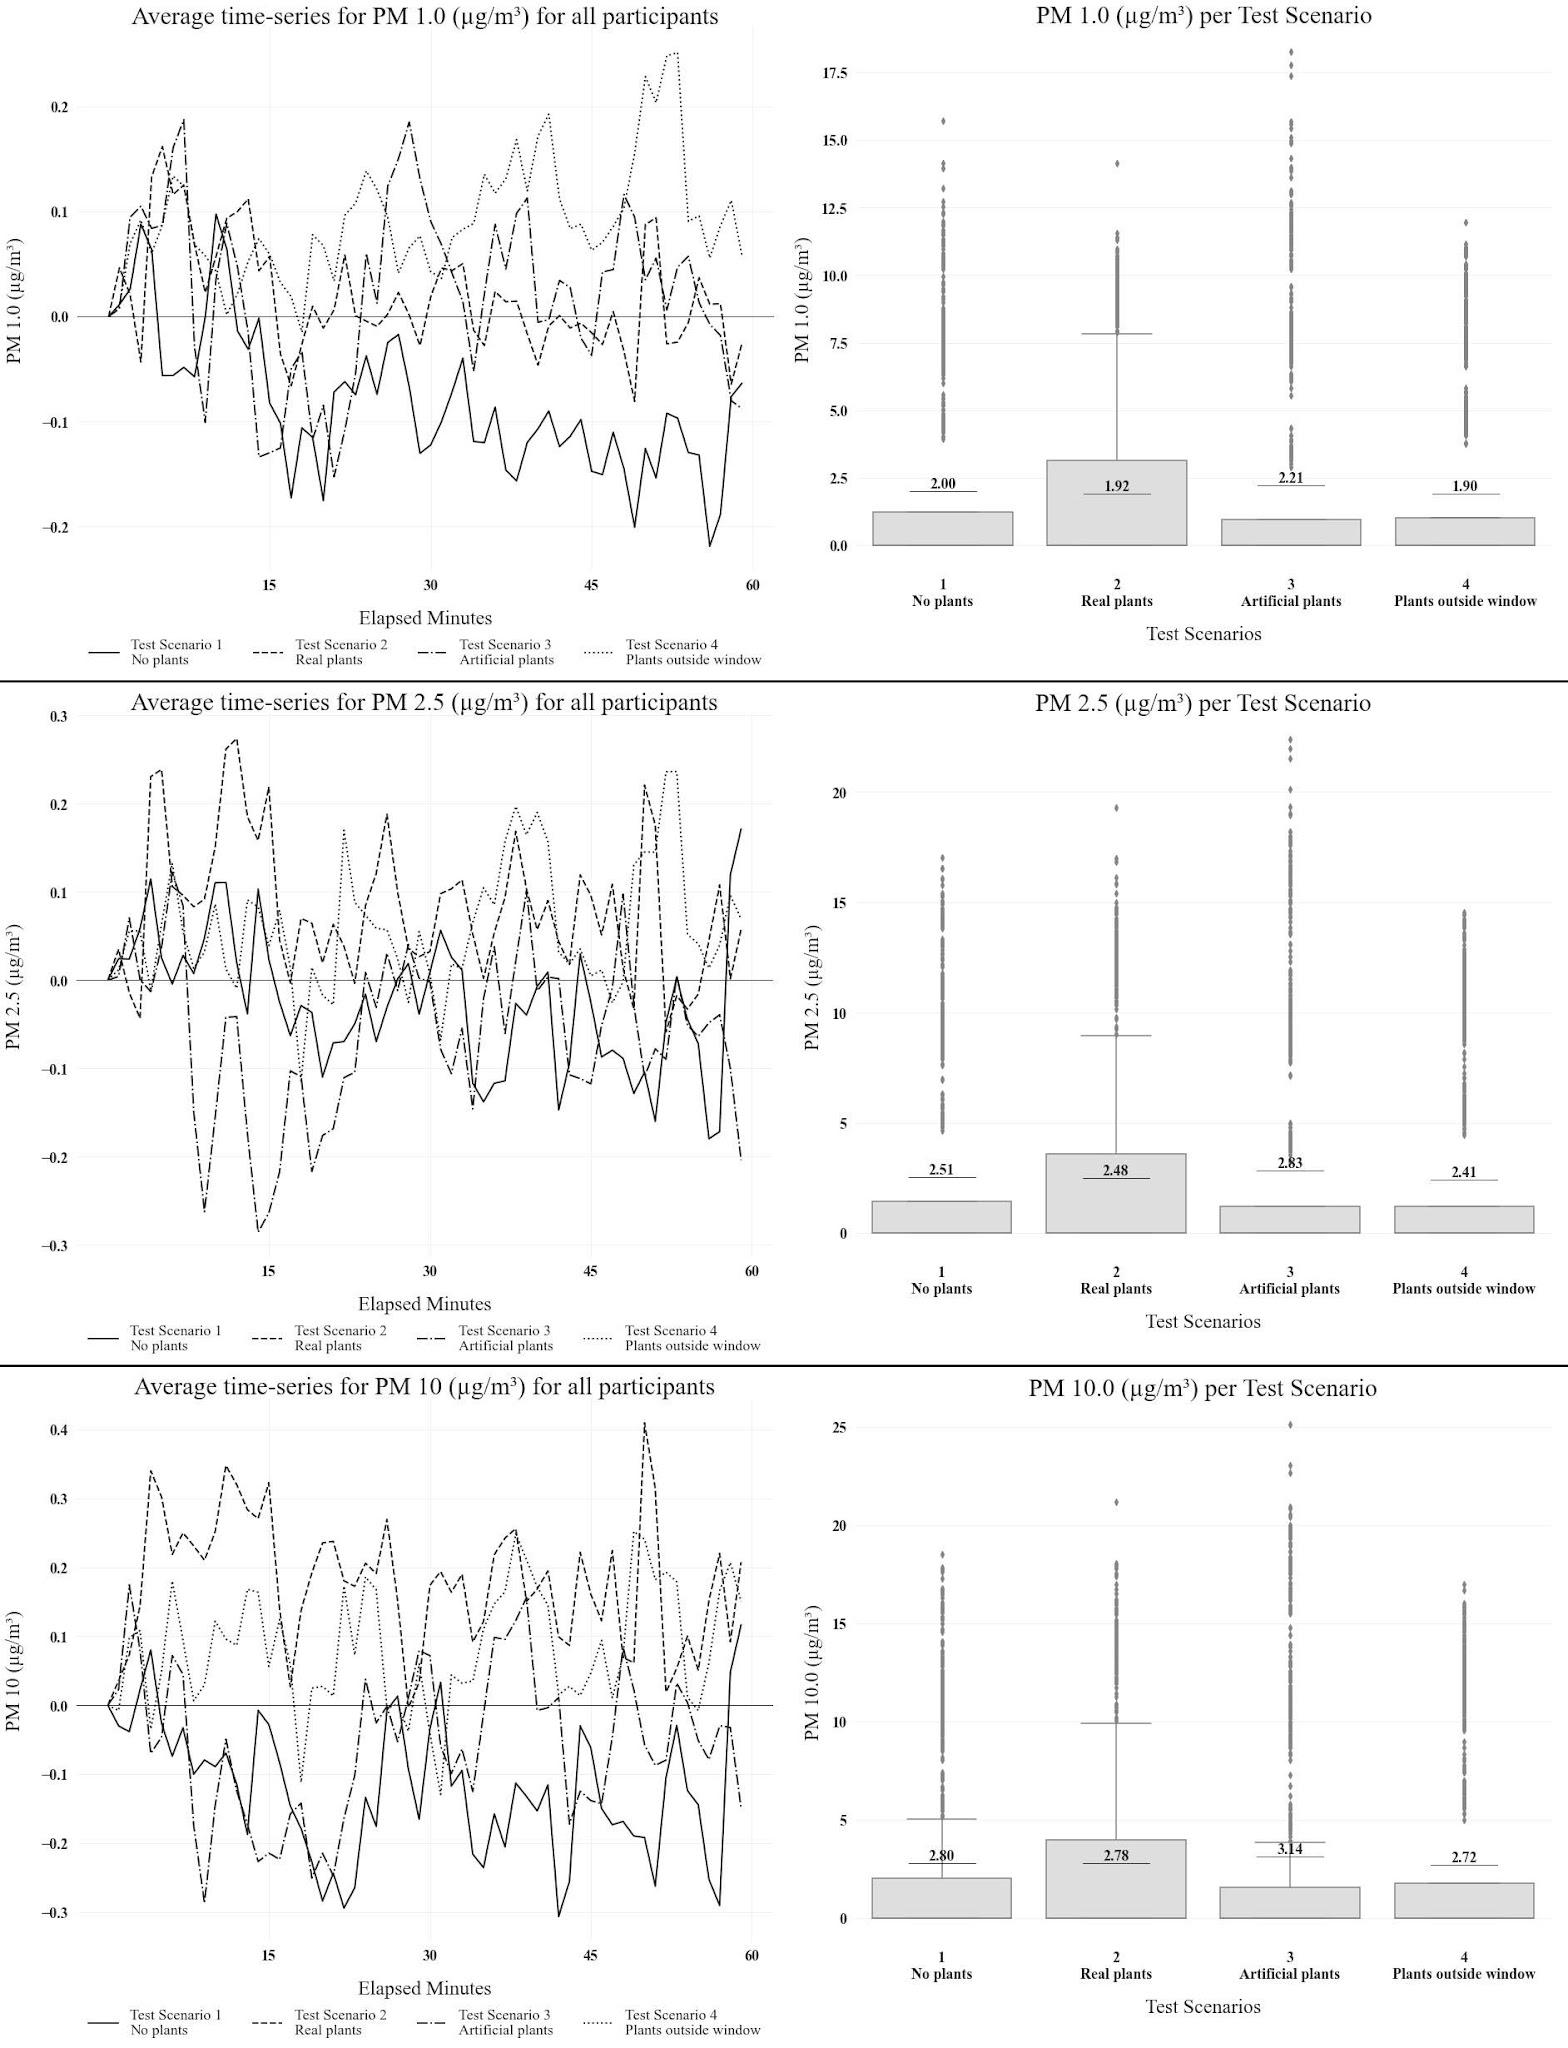 Average time-series for PM 1.0 (µg/m³) for all participants
PM 1.0 (µg/m³)
0.2
0.1
0.0
−0.1
−0.2
15 30 45 60
Elapsed Minutes
Test Scenario 1 Test Scenario 2 Test Scenario 3 Test Scenario 4
No plants Real plants Artificial plants Plants outside window
PM 1.0 (µg/m³) per Test Scenario
PM 1.0 (µg/m³)
17.5
15.0
12.5
10.0
7.5
5.0
2.5
0.0
2.00 1.92 2.21 1.90
1 2 3 4
No plants Real plants Artificial plants Plants outside window
Test Scenarios
Average time-series for PM 2.5 (µg/m³) for all participants
PM 2.5 (µg/m³)
0.3
0.2
0.1
0.0
−0.1
−0.2
−0.3
15 30 45 60
Elapsed Minutes
Test Scenario 1 Test Scenario 2 Test Scenario 3 Test Scenario 4
No plants Real plants Artificial plants Plants outside window
PM 2.5 (µg/m³) per Test Scenario
PM 2.5 (µg/m³)
20
15
10
5
0
2.51 2.48 2.83 2.41
1 2 3 4
No plants Real plants Artificial plants Plants outside window
Test Scenarios
Average time-series for PM 10 (µg/m³) for all participants
PM 10 (µg/m³)
0.4
0.3
0.2
0.1
0.0
−0.1
−0.2
−0.3
15 30 45 60
Elapsed Minutes
Test Scenario 1 Test Scenario 2 Test Scenario 3 Test Scenario 4
No plants Real plants Artificial plants Plants outside window
PM 10.0 (µg/m³) per Test Scenario
PM 10.0 (µg/m³)
25
20
15
10
5
0
2.80 2.78 3.14 2.72
1 2 3 4
No plants Real plants Artificial plants Plants outside window
Test Scenarios